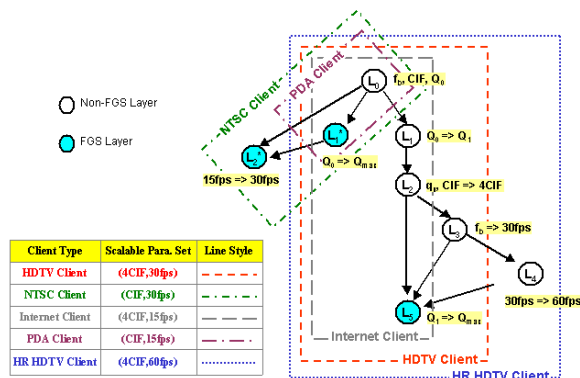 Non-FGS Layer
FGS Layer
NTSC Client
PDA Client
L0
fb, CIF, Q0
L1*
L2*
Q0 => Qmax
15fps => 30fps
L1
Q0 => Q1
L2
CIF => 4CIF
L3
fb => 30fps
L4
30fps => 60fps
L5
Q1 => Qmax
Internet Client
HDTV Client
HR HDTV Client
Client Type Scalable Para. Set Line Style
HDTV Client (4CIF,30fps)
NTSC Client (CIF,30fps)
Internet Client (4CIF,15fps)
PDA Client (CIF,15fps)
HR HDTV Client (4CIF,60fps)